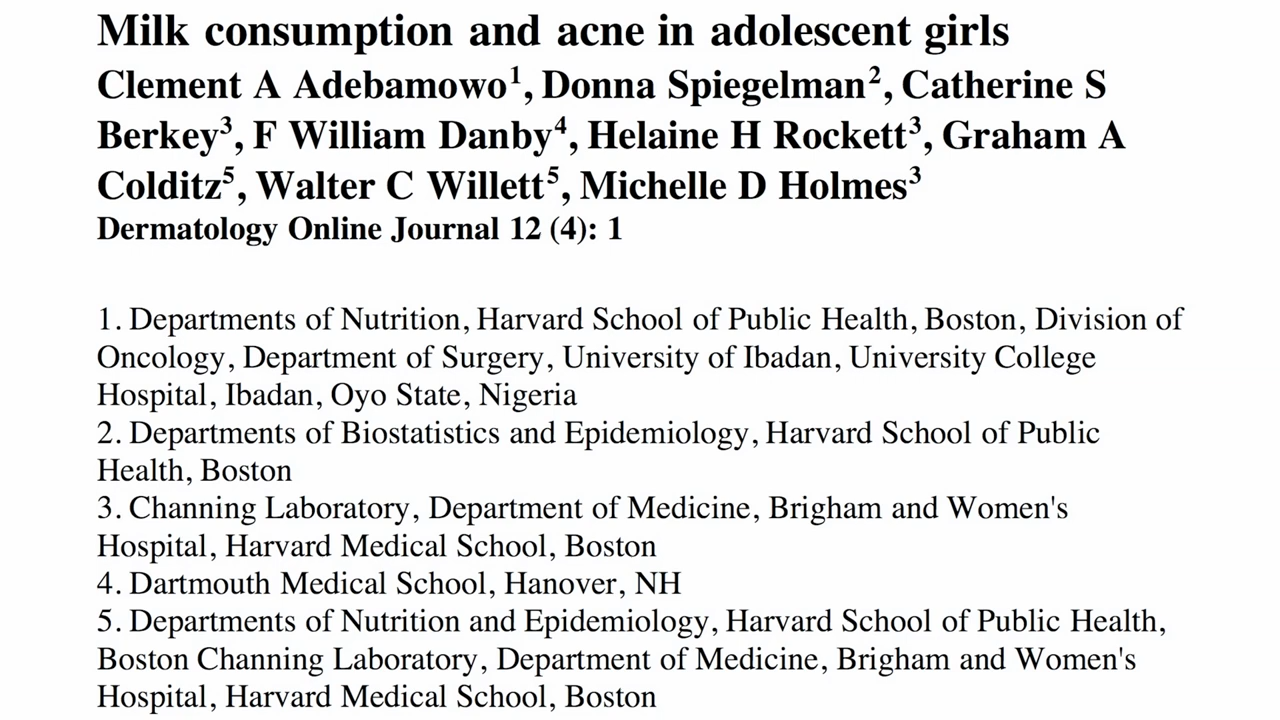 Milk consumption and acne in adolescent girls
Clement A Adebamowo¹, Donna Spiegelman², Catherine S
Berkey³, F William Danby⁴, Helaine H Rockett³, Graham A
Colditz⁵, Walter C Willett⁵, Michelle D Holmes³
Dermatology Online Journal 12 (4): 1
1. Departments of Nutrition, Harvard School of Public Health, Boston, Division of
Oncology, Department of Surgery, University of Ibadan, University College
Hospital, Ibadan, Oyo State, Nigeria
2. Departments of Biostatistics and Epidemiology, Harvard School of Public
Health, Boston
3. Channing Laboratory, Department of Medicine, Brigham and Women's
Hospital, Harvard Medical School, Boston
4. Dartmouth Medical School, Hanover, NH
5. Departments of Nutrition and Epidemiology, Harvard School of Public Health,
Boston Channing Laboratory, Department of Medicine, Brigham and Women's
Hospital, Harvard Medical School, Boston